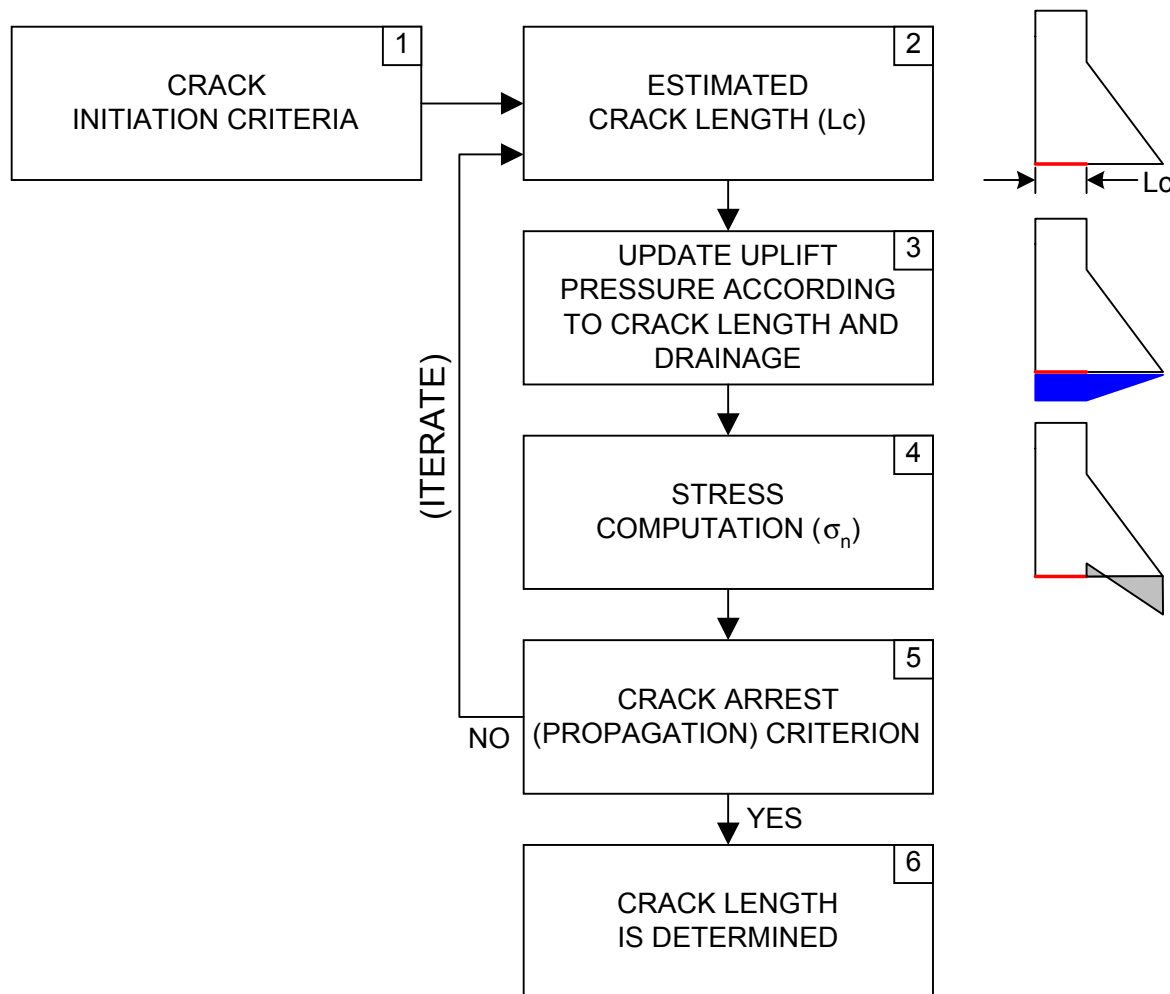 1
CRACK
INITIATION CRITERIA
2
ESTIMATED
CRACK LENGTH (Lc)
Lc
3
UPDATE UPLIFT
PRESSURE ACCORDING
TO CRACK LENGTH AND
DRAINAGE
(ITERATE)
4
STRESS
COMPUTATION (σn)
5
CRACK ARREST
(PROPAGATION) CRITERION
NO
YES
6
CRACK LENGTH
IS DETERMINED